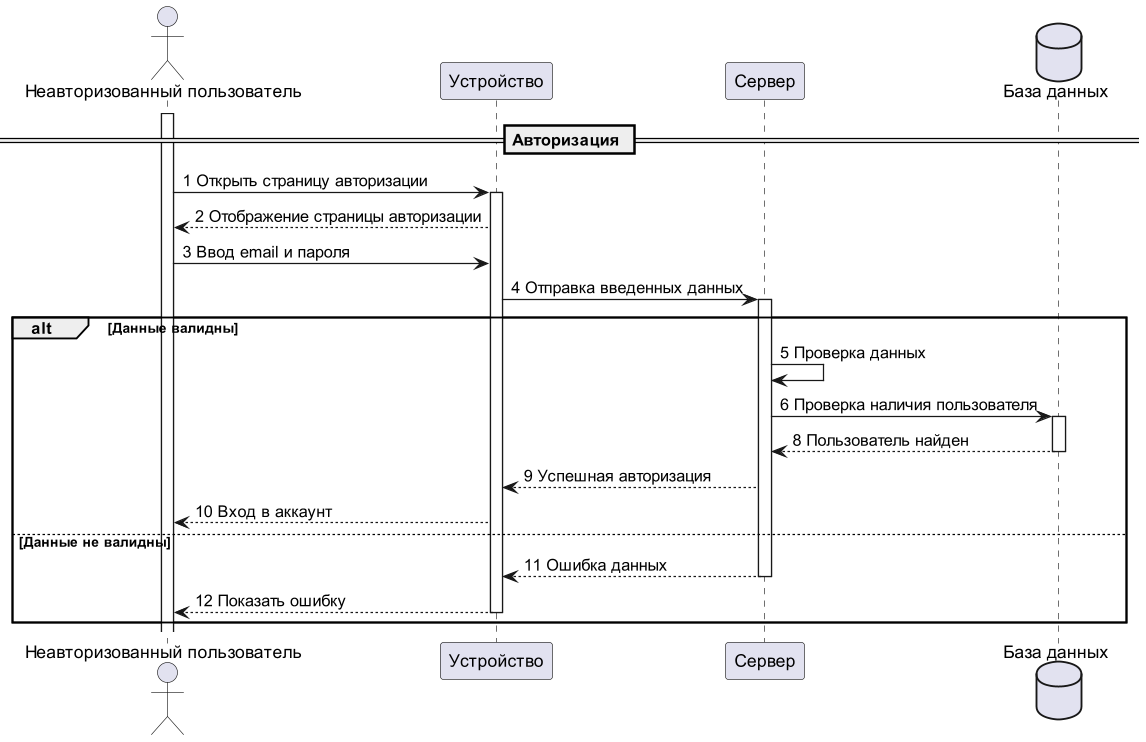 Неавторизованный пользователь
Устройство
Сервер
База данных
Авторизация
1 Открыть страницу авторизации
2 Отображение страницы авторизации
3 Ввод email и пароля
4 Отправка введенных данных
alt [Данные валидны]
5 Проверка данных
6 Проверка наличия пользователя
8 Пользователь найден
9 Успешная авторизация
10 Вход в аккаунт
[Данные не валидны]
11 Ошибка данных
12 Показать ошибку
Неавторизованный пользователь
Устройство
Сервер
База данных